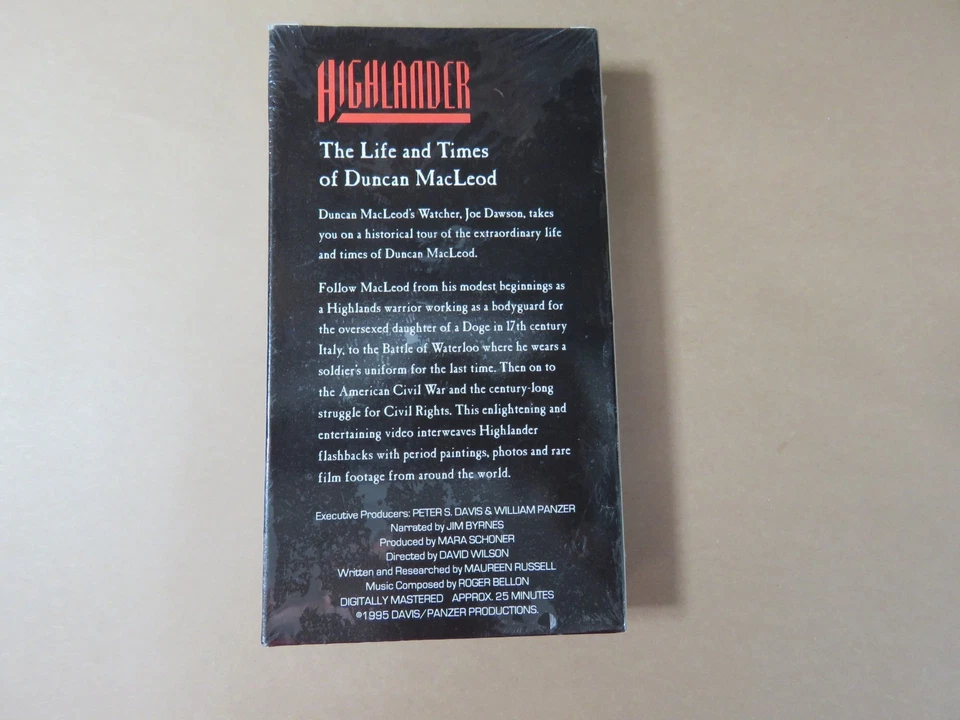 HIGHLANDER
The Life and Times
of Duncan MacLeod
Duncan MacLeod's Watcher, Joe Dawson, takes
you on a historical tour of the extraordinary life
and times of Duncan MacLeod.
Follow MacLeod from his modest beginnings as
a Highlands warrior working as a bodyguard for
the oversexed daughter of a Doge in 17th century
Italy, to the Battle of Waterloo where he wears a
soldier's uniform for the last time. Then on to
the American Civil War and the century-long
struggle for Civil Rights. This enlightening and
entertaining video interweaves Highlander
flashbacks with period paintings, photos and rare
film footage from around the world.
Executive Producers: PETER S. DAVIS & WILLIAM PANZER
Narrated by JIM BYRNES
Produced by MARA SCHONER
Directed by DAVID WILSON
Written and Researched by MAUREEN RUSSELL
Music Composed by ROGER BELLON
DIGITALLY MASTERED APPROX. 25 MINUTES
©1995 DAVIS/PANZER PRODUCTIONS.